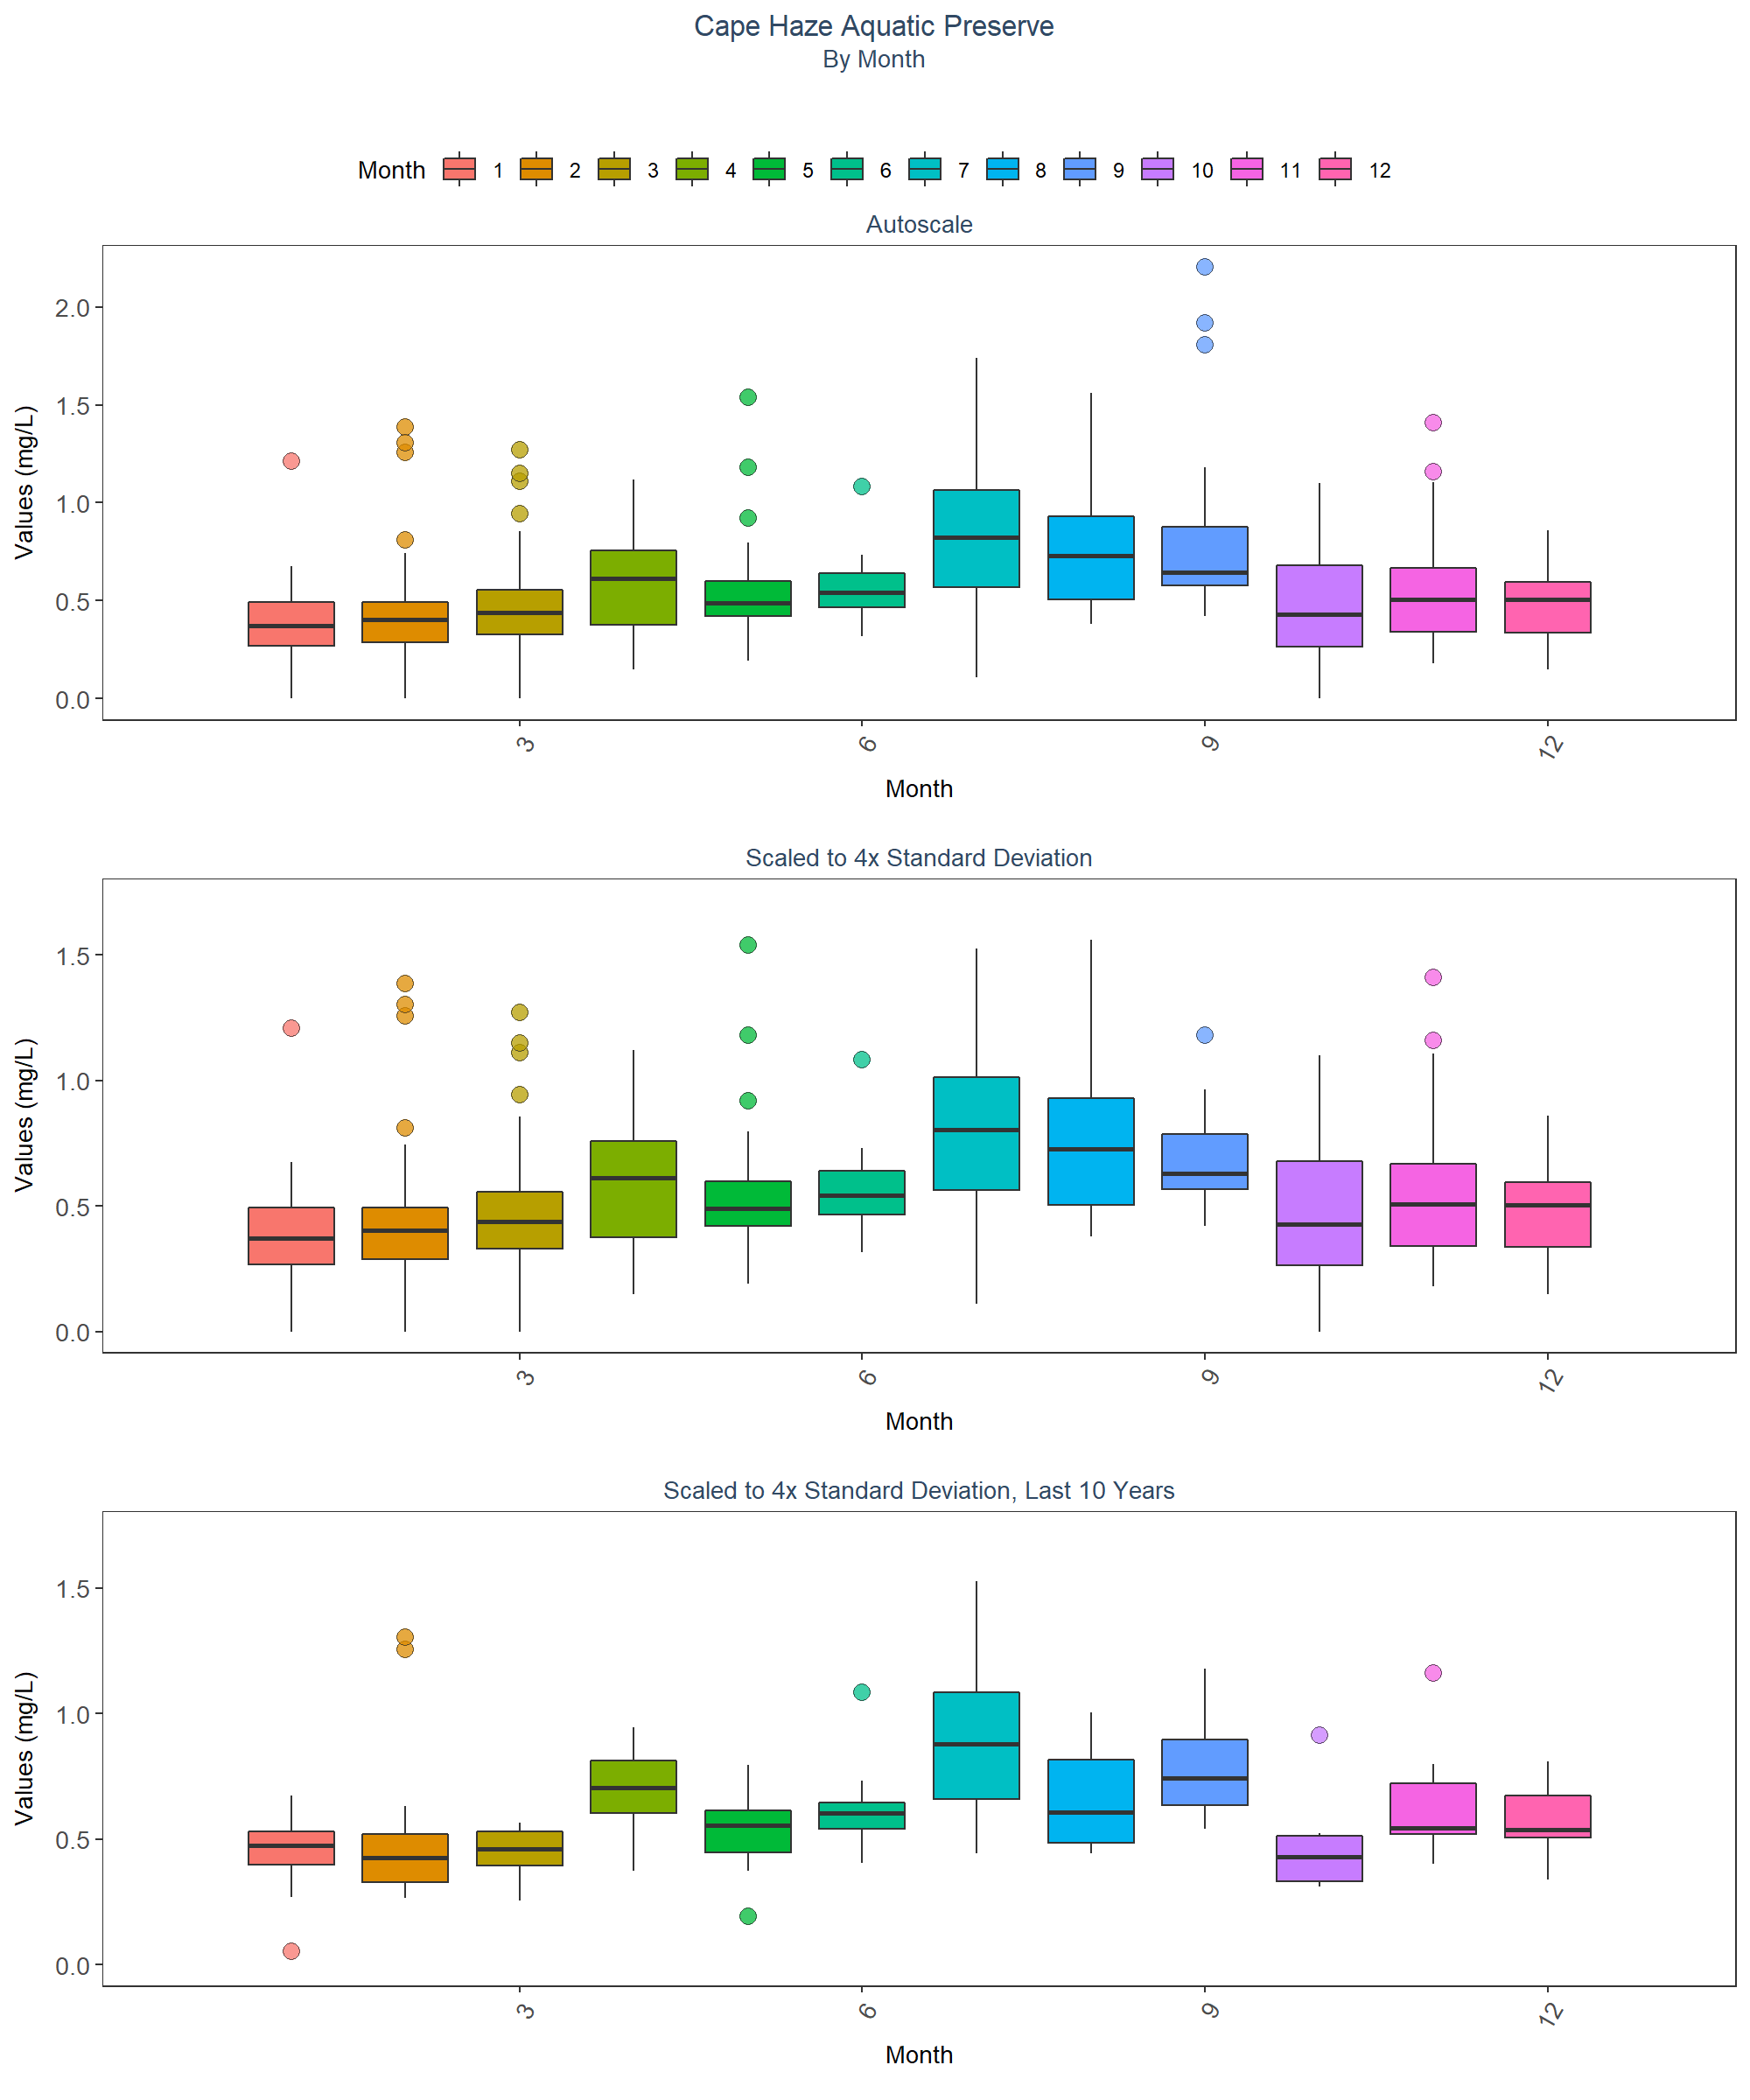 Cape Haze Aquatic Preserve
By Month
Month 1 2 3 4 5 6 7 8 9 10 11 12
Autoscale
Values (mg/L)
2.0
1.5
1.0
0.5
0.0
3 6 9 12
Month
Scaled to 4x Standard Deviation
Values (mg/L)
1.5
1.0
0.5
0.0
3 6 9 12
Month
Scaled to 4x Standard Deviation, Last 10 Years
Values (mg/L)
1.5
1.0
0.5
0.0
3 6 9 12
Month